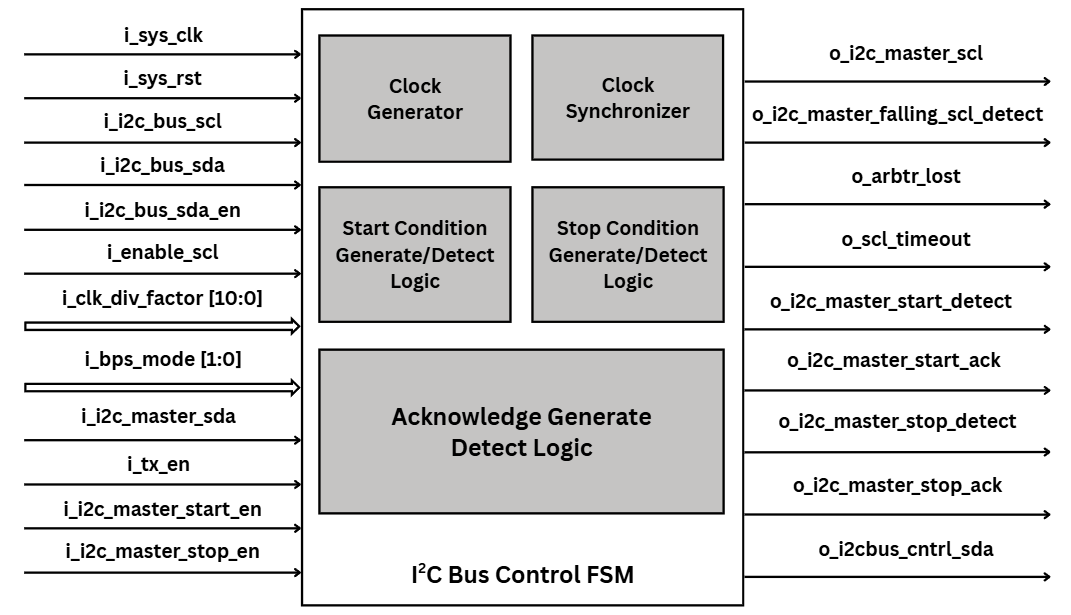 i_sys_clk
i_sys_rst
i_i2c_bus_scl
i_i2c_bus_sda
i_i2c_bus_sda_en
i_enable_scl
i_clk_div_factor [10:0]
i_bps_mode [1:0]
i_i2c_master_sda
i_tx_en
i_i2c_master_start_en
i_i2c_master_stop_en
Clock
Generator
Clock
Synchronizer
Start Condition
Generate/Detect
Logic
Stop Condition
Generate/Detect
Logic
Acknowledge Generate
Detect Logic
I²C Bus Control FSM
o_i2c_master_scl
o_i2c_master_falling_scl_detect
o_arbtr_lost
o_scl_timeout
o_i2c_master_start_detect
o_i2c_master_start_ack
o_i2c_master_stop_detect
o_i2c_master_stop_ack
o_i2cbus_cntrl_sda